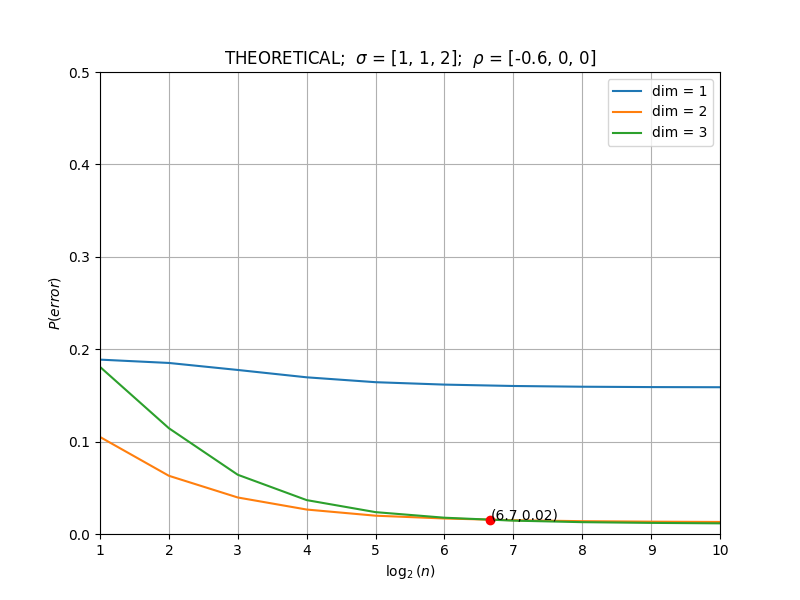 THEORETICAL;  σ = [1, 1, 2];  ρ = [-0.6, 0, 0]
dim = 1
dim = 2
dim = 3
P(error)
0.5
0.4
0.3
0.2
0.1
0.0
(6.7,0.02)
1 2 3 4 5 6 7 8 9 10
log₂(n)